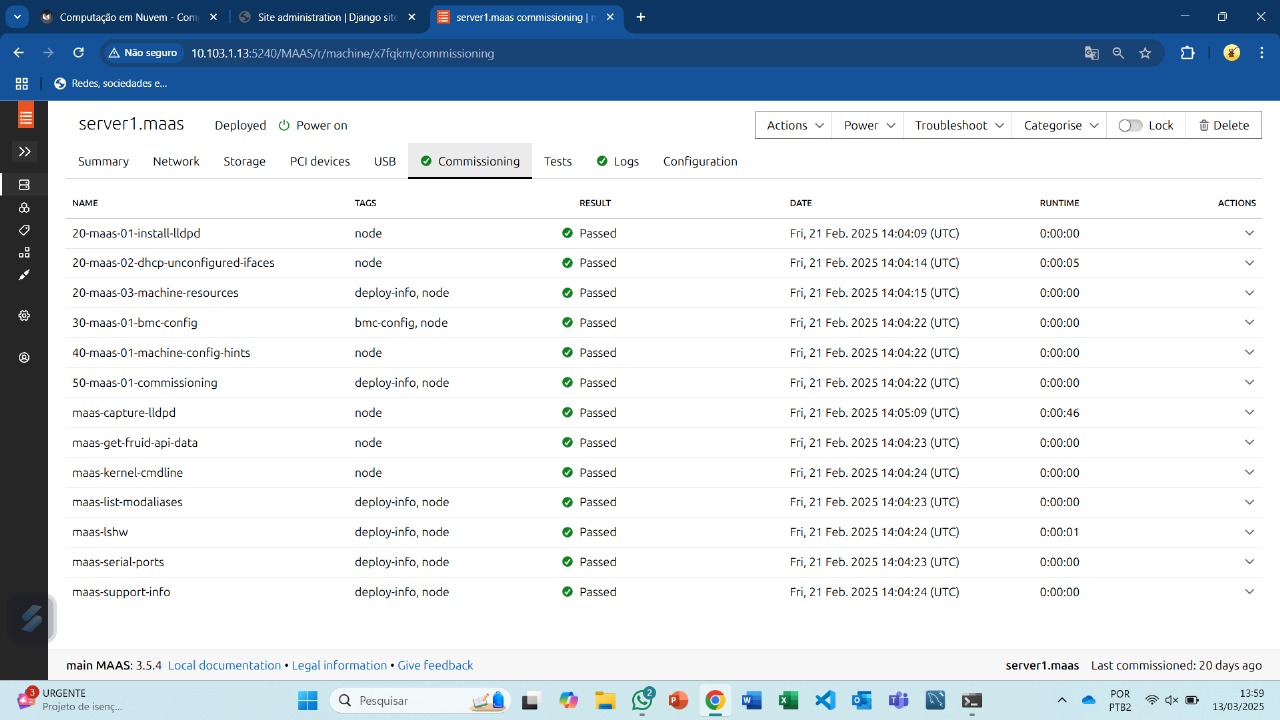 Computação em Nuvem - Com
Site administration | Django site
server1.maas commissioning | m
Não seguro
10.103.1.13:5240/MAAS/r/machine/x7fqkm/commissioning
Redes, sociedades e...
server1.maas
Deployed
Power on
Actions
Power
Troubleshoot
Categorise
Lock
Delete
Summary
Network
Storage
PCI devices
USB
Commissioning
Tests
Logs
Configuration
NAME TAGS RESULT DATE RUNTIME ACTIONS
20-maas-01-install-lldpd node Passed Fri, 21 Feb. 2025 14:04:09 (UTC) 0:00:00
20-maas-02-dhcp-unconfigured-ifaces node Passed Fri, 21 Feb. 2025 14:04:14 (UTC) 0:00:05
20-maas-03-machine-resources deploy-info, node Passed Fri, 21 Feb. 2025 14:04:15 (UTC) 0:00:00
30-maas-01-bmc-config bmc-config, node Passed Fri, 21 Feb. 2025 14:04:22 (UTC) 0:00:00
40-maas-01-machine-config-hints node Passed Fri, 21 Feb. 2025 14:04:22 (UTC) 0:00:00
50-maas-01-commissioning deploy-info, node Passed Fri, 21 Feb. 2025 14:04:22 (UTC) 0:00:00
maas-capture-lldpd node Passed Fri, 21 Feb. 2025 14:05:09 (UTC) 0:00:46
maas-get-fruid-api-data node Passed Fri, 21 Feb. 2025 14:04:23 (UTC) 0:00:00
maas-kernel-cmdline node Passed Fri, 21 Feb. 2025 14:04:24 (UTC) 0:00:00
maas-list-modaliases deploy-info, node Passed Fri, 21 Feb. 2025 14:04:23 (UTC) 0:00:00
maas-lshw deploy-info, node Passed Fri, 21 Feb. 2025 14:04:24 (UTC) 0:00:01
maas-serial-ports deploy-info, node Passed Fri, 21 Feb. 2025 14:04:23 (UTC) 0:00:00
maas-support-info deploy-info, node Passed Fri, 21 Feb. 2025 14:04:24 (UTC) 0:00:00
main MAAS: 3.5.4 Local documentation • Legal information • Give feedback
server1.maas Last commissioned: 20 days ago
3
URGENTE
Projeto de isenç...
Pesquisar
2
POR
PTB2
13:59
13/03/2025